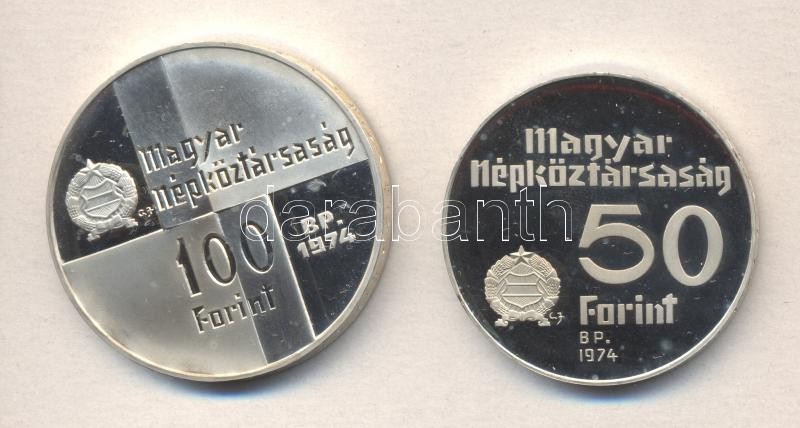 Magyar
Népköztársaság
100
Forint
BP.
1974
Magyar
Népköztársaság
50
Forint
BP.
1974
darabanth